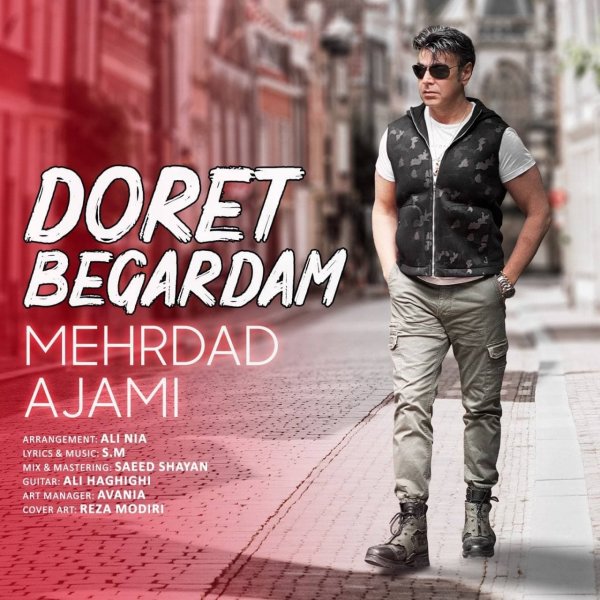 DORET
BEGARDAM
MEHRDAD
AJAMI
ARRANGEMENT: ALI NIA
LYRICS & MUSIC: S.M
MIX & MASTERING: SAEED SHAYAN
GUITAR: ALI HAGHIGHI
ART MANAGER: AVANIA
COVER ART: REZA MODIRI